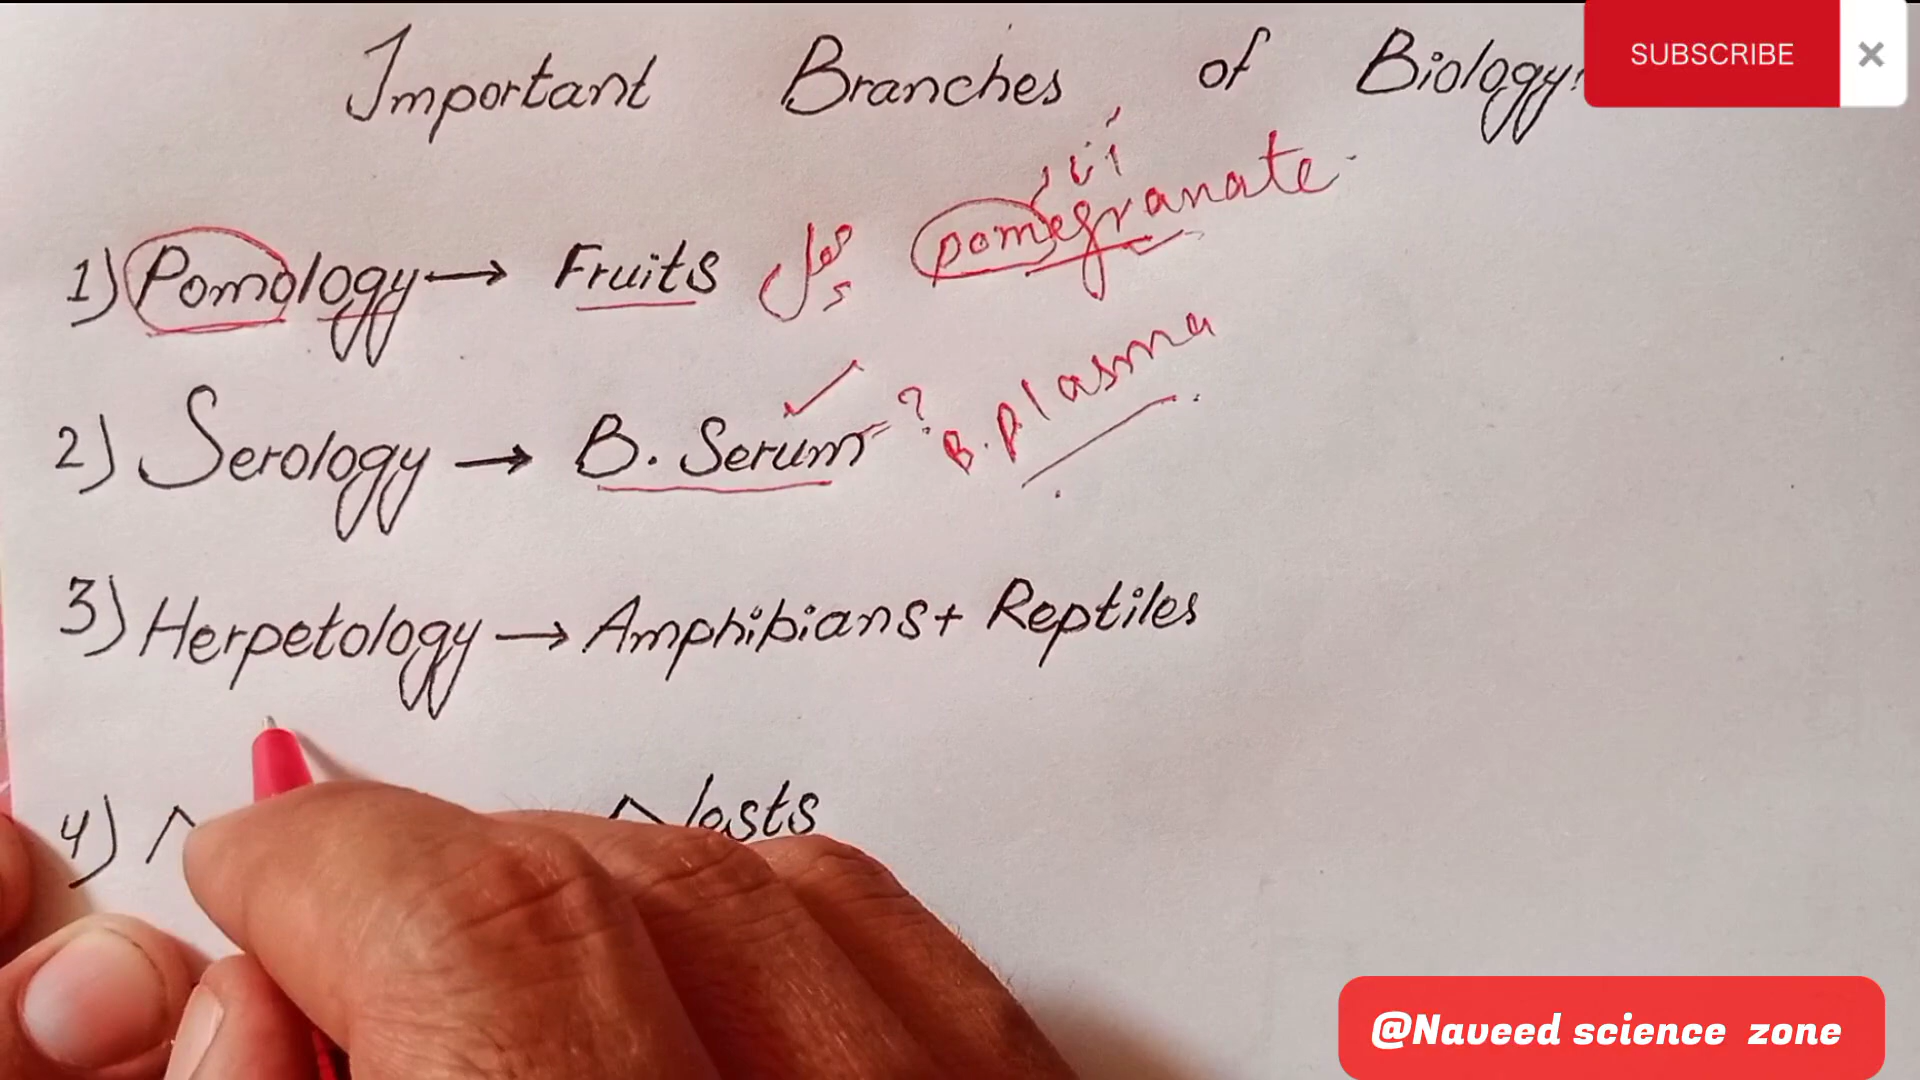 Important Branches of Biology:
SUBSCRIBE
1) Pomology → Fruits pomegranate
2) Serology → B. Serum = ? B. plasma
3) Herpetology → Amphibians + Reptiles
4)
@Naveed science zone